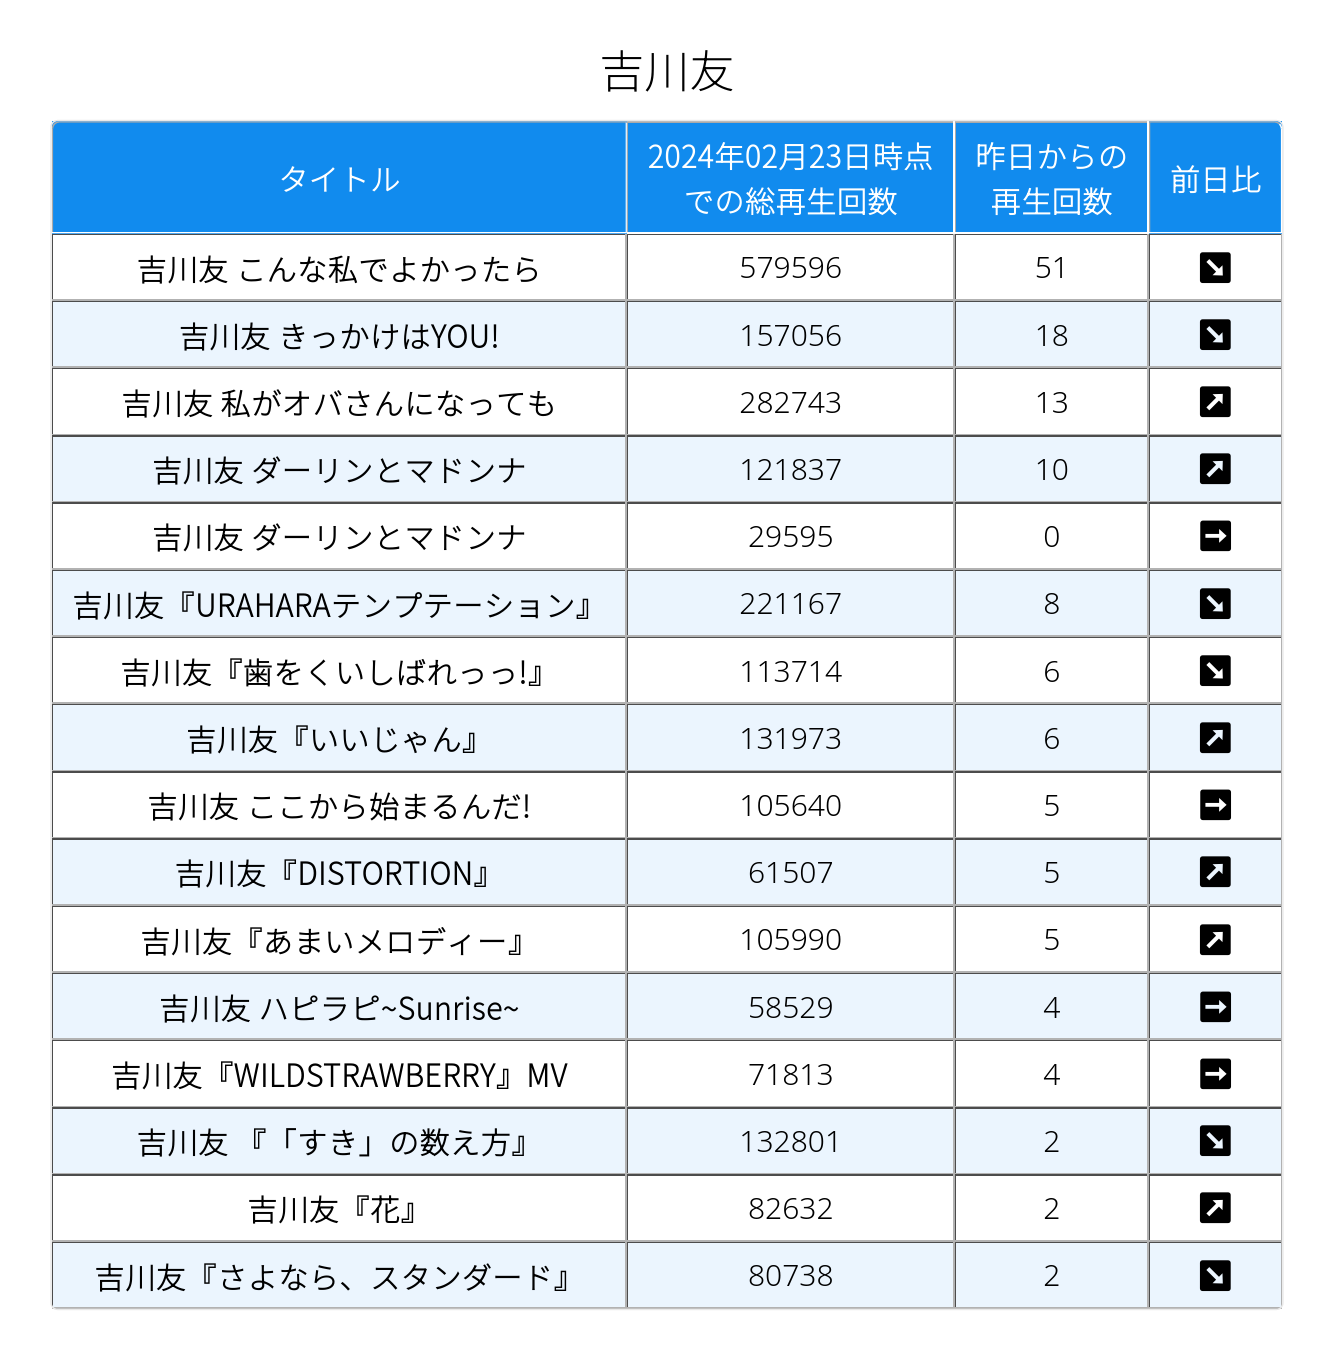 吉川友
タイトル
2024年02月23日時点
での総再生回数
昨日からの
再生回数
前日比
吉川友 こんな私でよかったら 579596 51 ↘
吉川友 きっかけはYOU! 157056 18 ↘
吉川友 私がオバさんになっても 282743 13 ↗
吉川友 ダーリンとマドンナ 121837 10 ↗
吉川友 ダーリンとマドンナ 29595 0 →
吉川友『URAHARAテンプテーション』 221167 8 ↘
吉川友『歯をくいしばれっっ!』 113714 6 ↘
吉川友『いいじゃん』 131973 6 ↗
吉川友 ここから始まるんだ! 105640 5 →
吉川友『DISTORTION』 61507 5 ↗
吉川友『あまいメロディー』 105990 5 ↗
吉川友 ハピラピ~Sunrise~ 58529 4 →
吉川友『WILDSTRAWBERRY』MV 71813 4 →
吉川友 『「すき」の数え方』 132801 2 ↘
吉川友『花』 82632 2 ↗
吉川友『さよなら、スタンダード』 80738 2 ↘